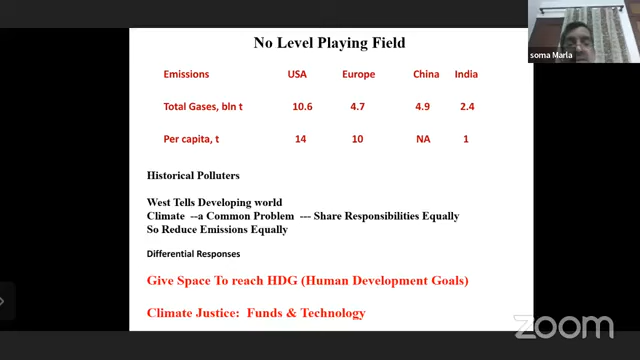 No Level Playing Field
soma Marla
Emissions USA Europe China India
Total Gases, bln t 10.6 4.7 4.9 2.4
Per capita, t 14 10 NA 1
Historical Polluters
West Tells Developing world
Climate --a Common Problem --- Share Responsibilities Equally
So Reduce Emissions Equally
Differential Responses
Give Space To reach HDG (Human Development Goals)
Climate Justice: Funds & Technology
zoom